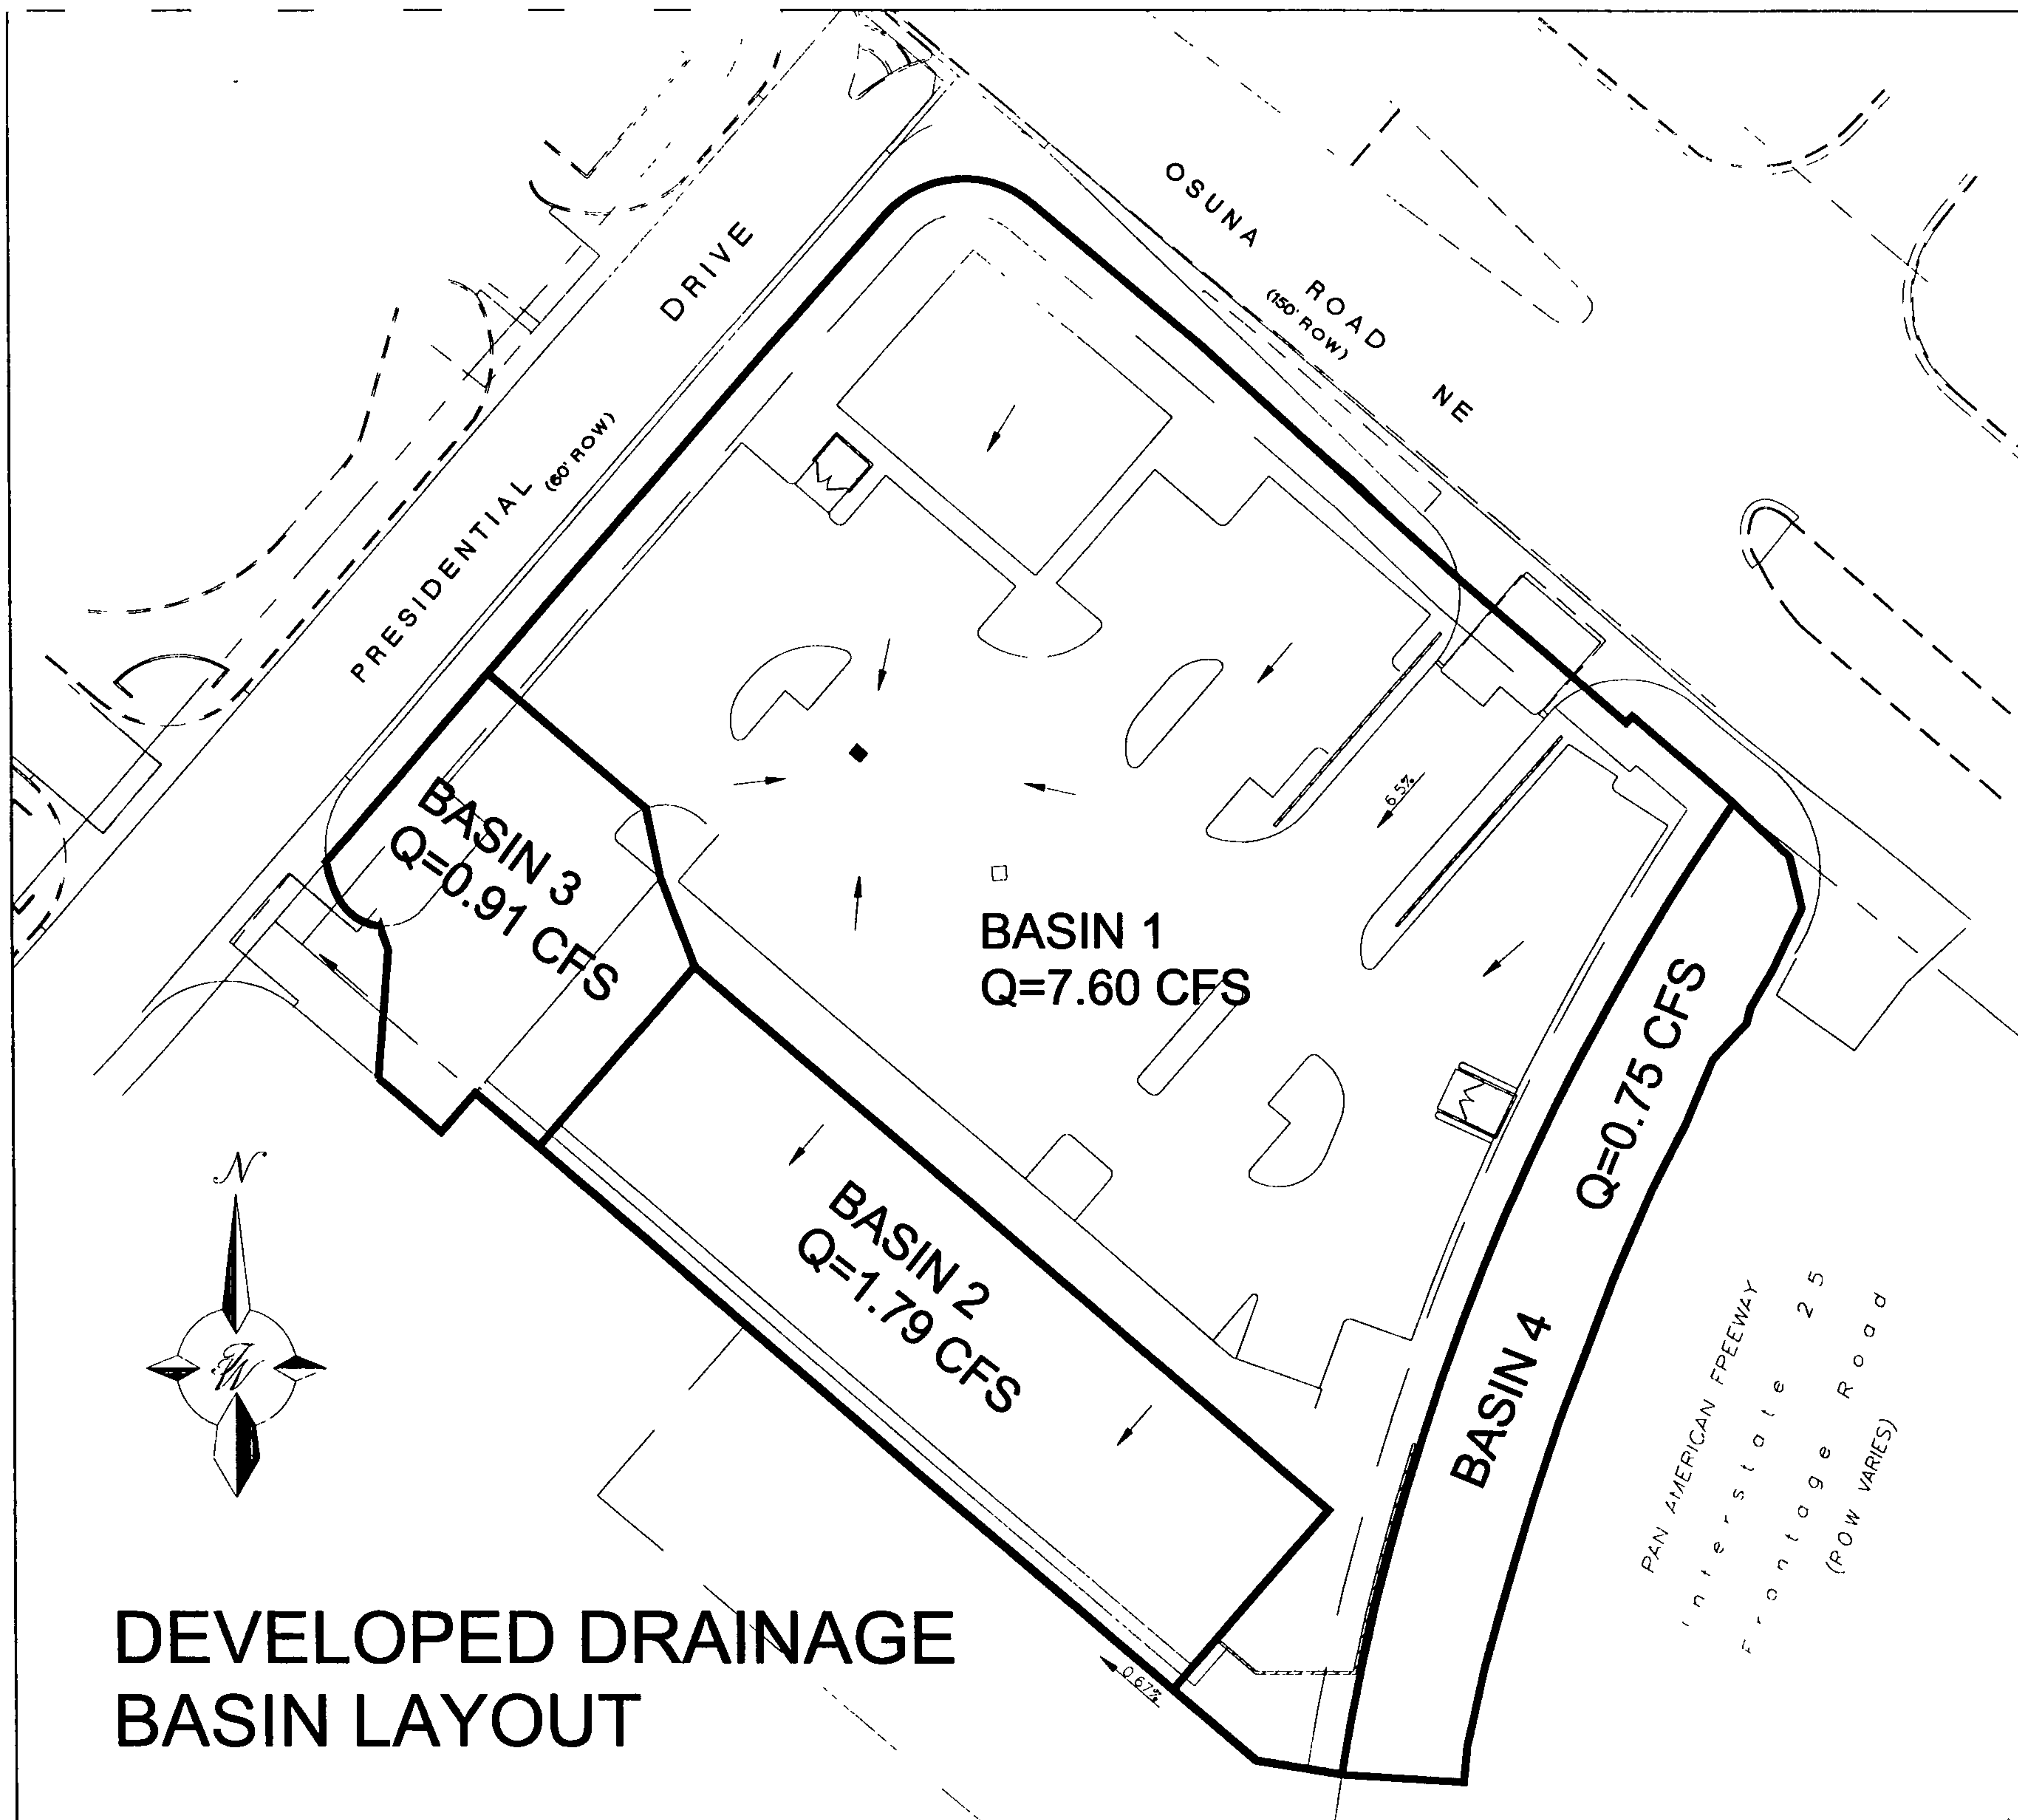 OSUNA ROAD NE
(150' ROW)
PRESIDENTIAL DRIVE
(60' ROW)
6.5%
BASIN 3
Q=0.91 CFS
BASIN 1
Q=7.60 CFS
Q=0.75 CFS
BASIN 4
BASIN 2
Q=1.79 CFS
N
PAN AMERICAN FREEWAY
Interstate 25
Frontage Road
(ROW VARIES)
0.67%
DEVELOPED DRAINAGE
BASIN LAYOUT